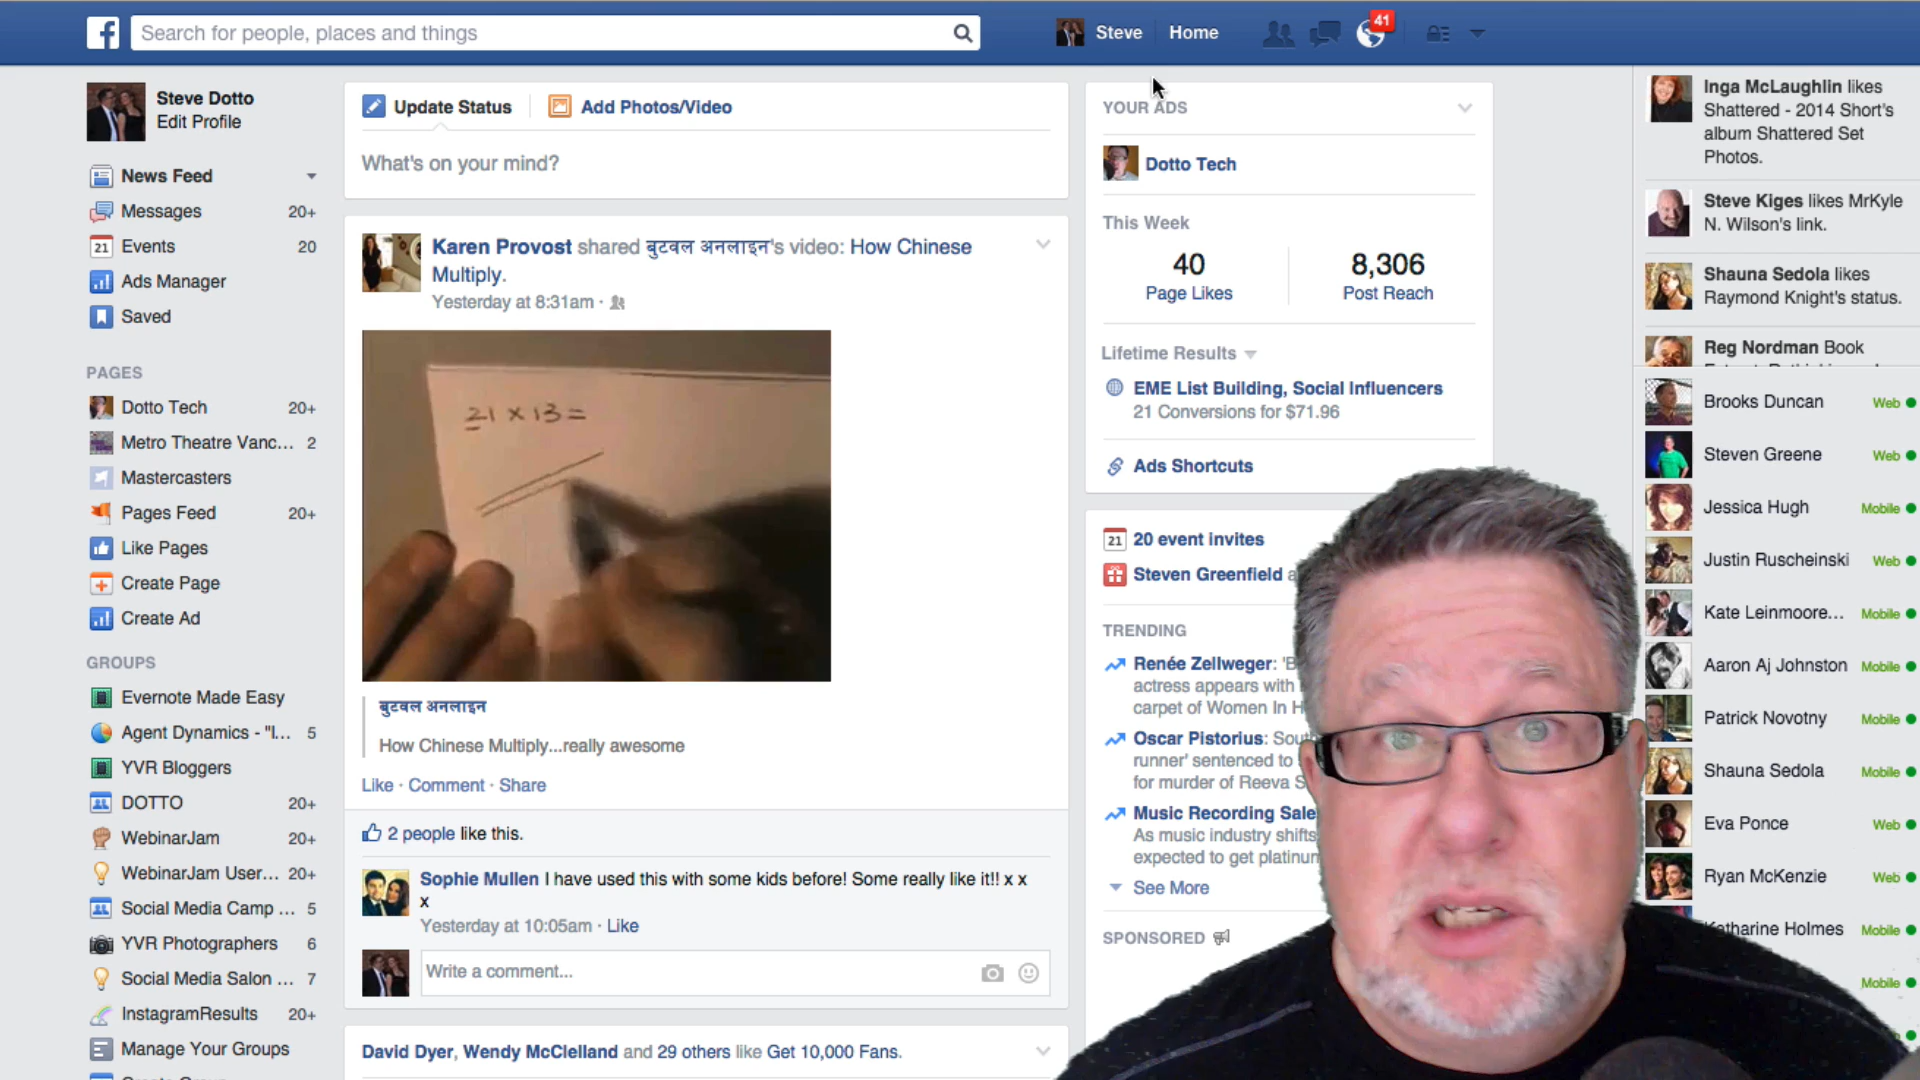 Search for people, places and things
Steve
Home
41
Steve Dotto
Edit Profile
News Feed
Messages 20+
21 Events 20
Ads Manager
Saved
PAGES
Dotto Tech 20+
Metro Theatre Vanc... 2
Mastercasters
Pages Feed 20+
Like Pages
Create Page
Create Ad
GROUPS
Evernote Made Easy
Agent Dynamics - "I... 5
YVR Bloggers
DOTTO 20+
WebinarJam 20+
WebinarJam User... 20+
Social Media Camp ... 5
YVR Photographers 6
Social Media Salon ... 7
InstagramResults 20+
Manage Your Groups
Update Status
Add Photos/Video
What's on your mind?
Karen Provost shared बुटवल अनलाइन's video: How Chinese
Multiply.
Yesterday at 8:31am ·
21 x 13 =
बुटवल अनलाइन
How Chinese Multiply...really awesome
Like · Comment · Share
2 people like this.
Sophie Mullen I have used this with some kids before! Some really like it!! x x
x
Yesterday at 10:05am · Like
Write a comment...
David Dyer, Wendy McClelland and 29 others like Get 10,000 Fans.
YOUR ADS
Dotto Tech
This Week
40 8,306
Page Likes Post Reach
Lifetime Results
EME List Building, Social Influencers
21 Conversions for $71.96
Ads Shortcuts
21 20 event invites
Steven Greenfield
TRENDING
Renée Zellweger:
actress appears with
carpet of Women In
Oscar Pistorius:
runner' sentenced to
for murder of Reeva
Music Recording Sale
As music industry shifts
expected to get platinum
See More
SPONSORED
Inga McLaughlin likes
Shattered - 2014 Short's
album Shattered Set
Photos.
Steve Kiges likes MrKyle
N. Wilson's link.
Shauna Sedola likes
Raymond Knight's status.
Reg Nordman Book
Brooks Duncan Web
Steven Greene Web
Jessica Hugh Mobile
Justin Ruscheinski Web
Kate Leinmoore... Mobile
Aaron Aj Johnston Mobile
Patrick Novotny Mobile
Shauna Sedola Mobile
Eva Ponce Web
Ryan McKenzie Web
Katharine Holmes Mobile
Mobile